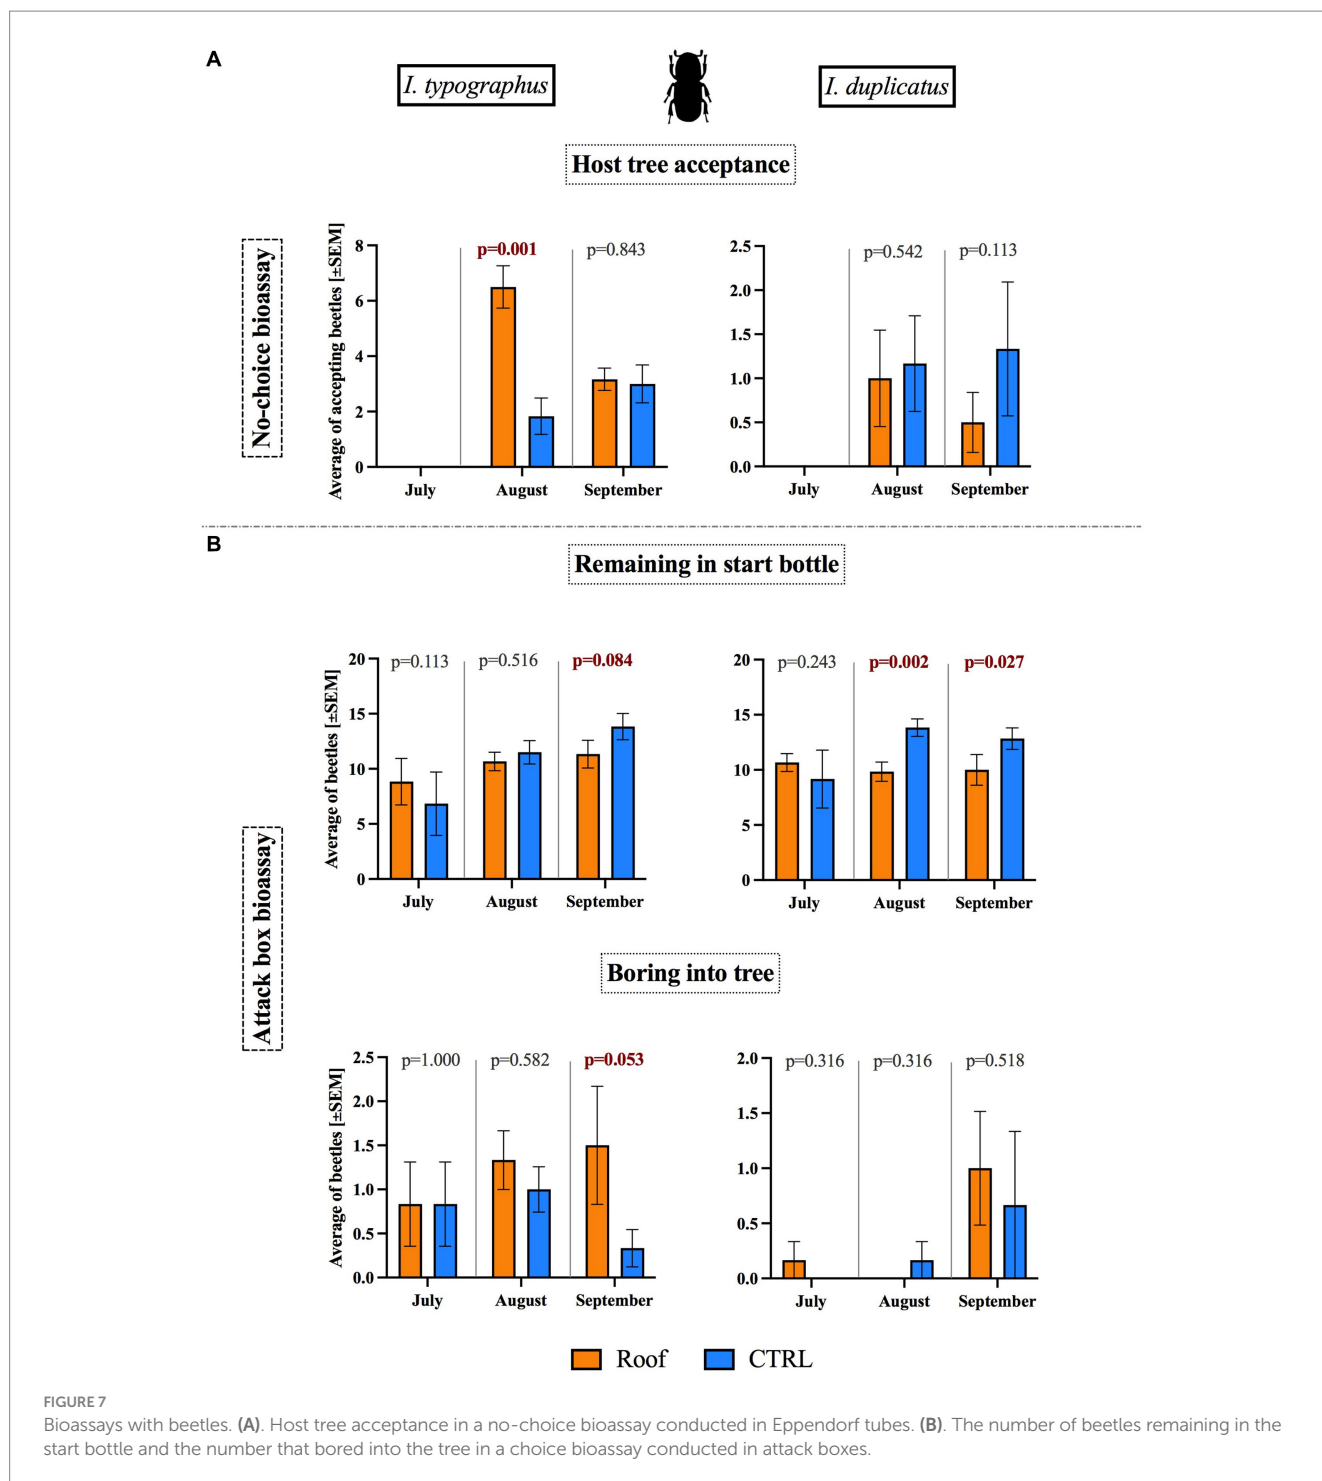 A
I. typographus
I. duplicatus
Host tree acceptance
No-choice bioassay
Average of accepting beetles [±SEM]
8
6
4
2
0
p=0.001
p=0.843
July
August
September
2.5
2.0
1.5
1.0
0.5
0.0
p=0.542
p=0.113
July
August
September
B
Remaining in start bottle
Attack box bioassay
Average of beetles [±SEM]
20
15
10
5
0
p=0.113
p=0.516
p=0.084
July
August
September
20
15
10
5
0
p=0.243
p=0.002
p=0.027
July
August
September
Boring into tree
Average of beetles [±SEM]
2.5
2.0
1.5
1.0
0.5
0.0
p=1.000
p=0.582
p=0.053
July
August
September
2.0
1.5
1.0
0.5
0.0
p=0.316
p=0.316
p=0.518
July
August
September
Roof
CTRL
FIGURE 7
Bioassays with beetles. (A). Host tree acceptance in a no-choice bioassay conducted in Eppendorf tubes. (B). The number of beetles remaining in the
start bottle and the number that bored into the tree in a choice bioassay conducted in attack boxes.